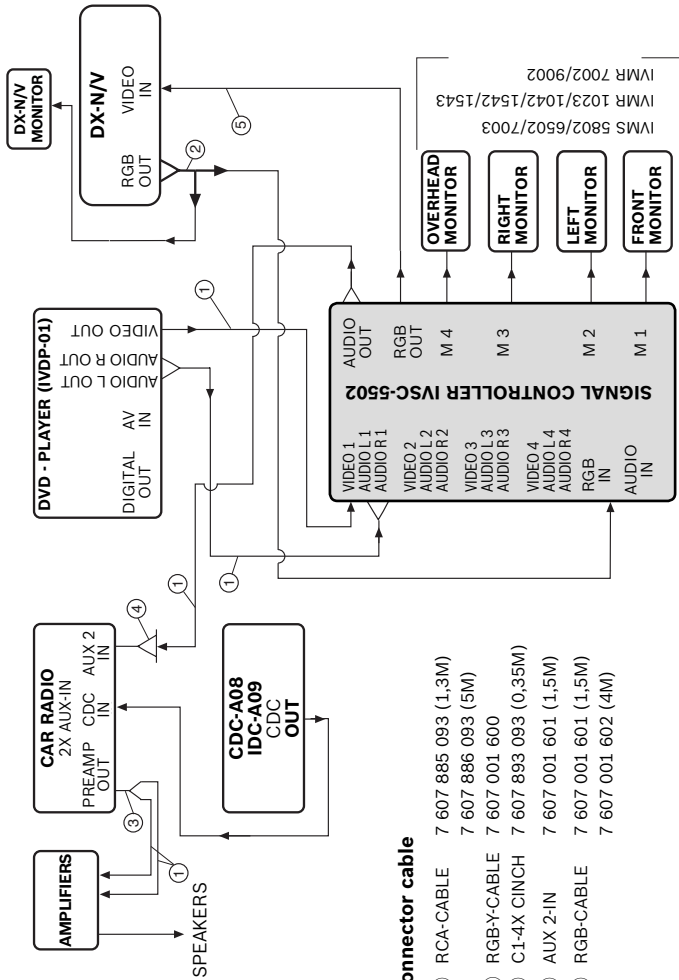 AMPLIFIERS
SPEAKERS
CAR RADIO
2X AUX-IN
PREAMP OUT
CDC IN
AUX 2 IN
3
1
4
1
CDC-A08
IDC-A09
CDC
OUT
DVD - PLAYER (IVDP-01)
DIGITAL OUT
AV IN
AUDIO L OUT
AUDIO R OUT
VIDEO OUT
1
1
DX-N/V
MONITOR
DX-N/V
RGB OUT
VIDEO IN
2
5
SIGNAL CONTROLLER IVSC-5502
VIDEO 1
AUDIO L 1
AUDIO R 1
VIDEO 2
AUDIO L 2
AUDIO R 2
VIDEO 3
AUDIO L 3
AUDIO R 3
VIDEO 4
AUDIO L 4
AUDIO R 4
RGB IN
AUDIO IN
AUDIO OUT
RGB OUT
M 4
M 3
M 2
M 1
OVERHEAD MONITOR
RIGHT MONITOR
LEFT MONITOR
FRONT MONITOR
IVMS 5802/6502/7003
IVMR 1023/1042/1542/1543
IVMR 7002/9002
onnector cable
RCA-CABLE 7 607 885 093 (1,3M)
7 607 886 093 (5M)
RGB-Y-CABLE 7 607 001 600
C1-4X CINCH 7 607 893 093 (0,35M)
AUX 2-IN 7 607 001 601 (1,5M)
RGB-CABLE 7 607 001 601 (1,5M)
7 607 001 602 (4M)